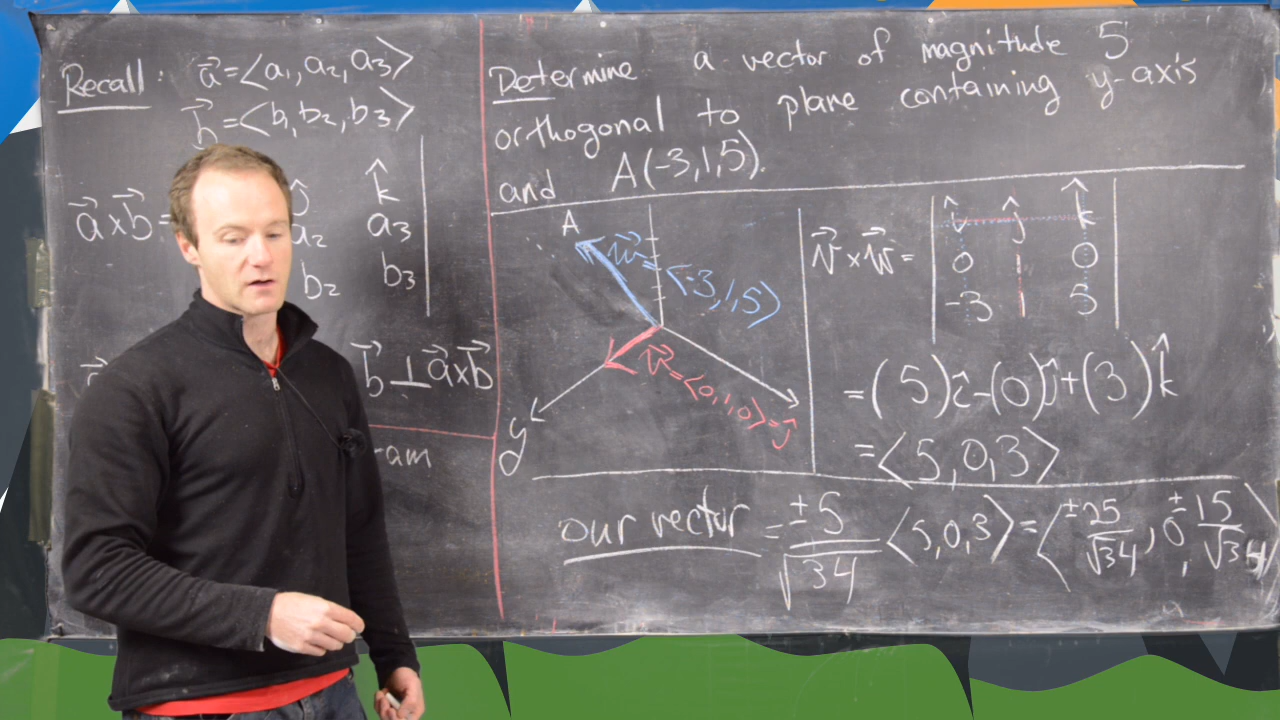 Recall: a⃗ = <a₁, a₂, a₃>
b⃗ = <b₁, b₂, b₃>
a⃗×b⃗ =
ĵ k̂
a₂ a₃
b₂ b₃
b⃗ ⊥ a⃗×b⃗
am
Determine a vector of magnitude 5
orthogonal to plane containing y-axis
and A(-3,1,5).
A
w⃗ = <-3,1,5>
v⃗ = <0,1,0> = ĵ
y
v⃗×w⃗ =
î ĵ k̂
0 1 0
-3 1 5
= (5)î-(0)ĵ+(3)k̂
= <5,0,3>
our vector = ±5/√34 <5,0,3> = <±25/√34, 0, ±15/√34>